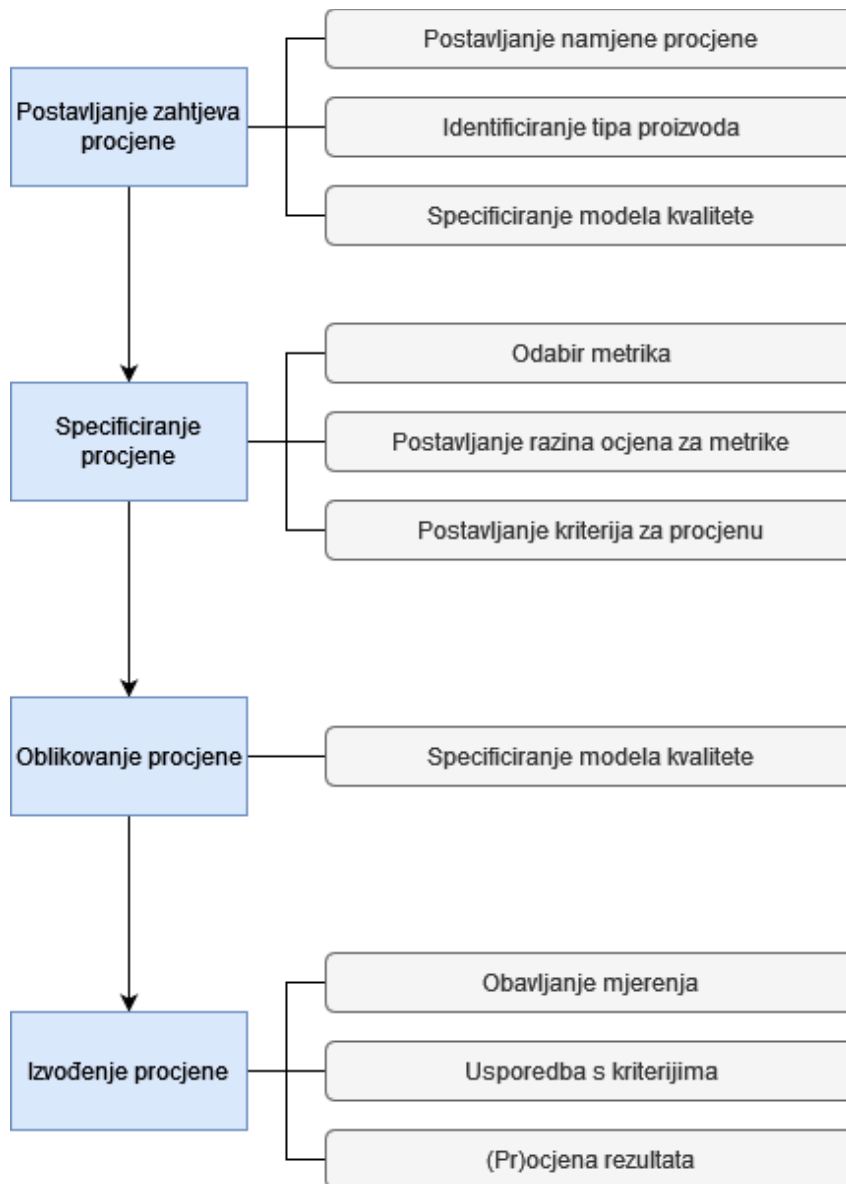 Postavljanje zahtjeva
procjene
Postavljanje namjene procjene
Identificiranje tipa proizvoda
Specificiranje modela kvalitete
Specificiranje
procjene
Odabir metrika
Postavljanje razina ocjena za metrike
Postavljanje kriterija za procjenu
Oblikovanje procjene
Specificiranje modela kvalitete
Izvođenje procjene
Obavljanje mjerenja
Usporedba s kriterijima
(Pr)ocjena rezultata